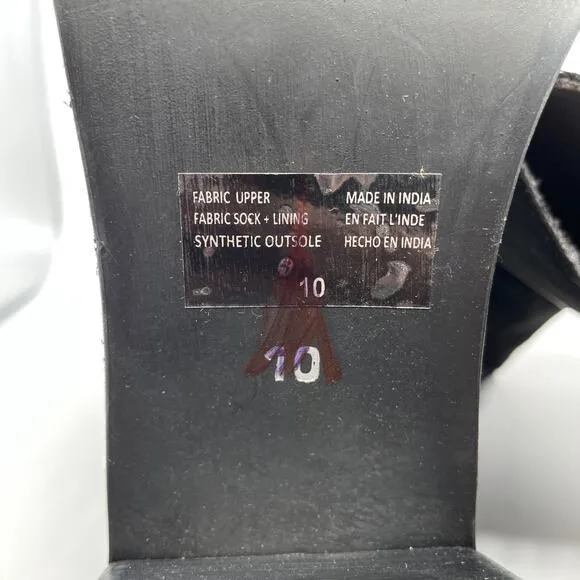 FABRIC UPPER MADE IN INDIA
FABRIC SOCK + LINING EN FAIT L'INDE
SYNTHETIC OUTSOLE HECHO EN INDIA
10
10